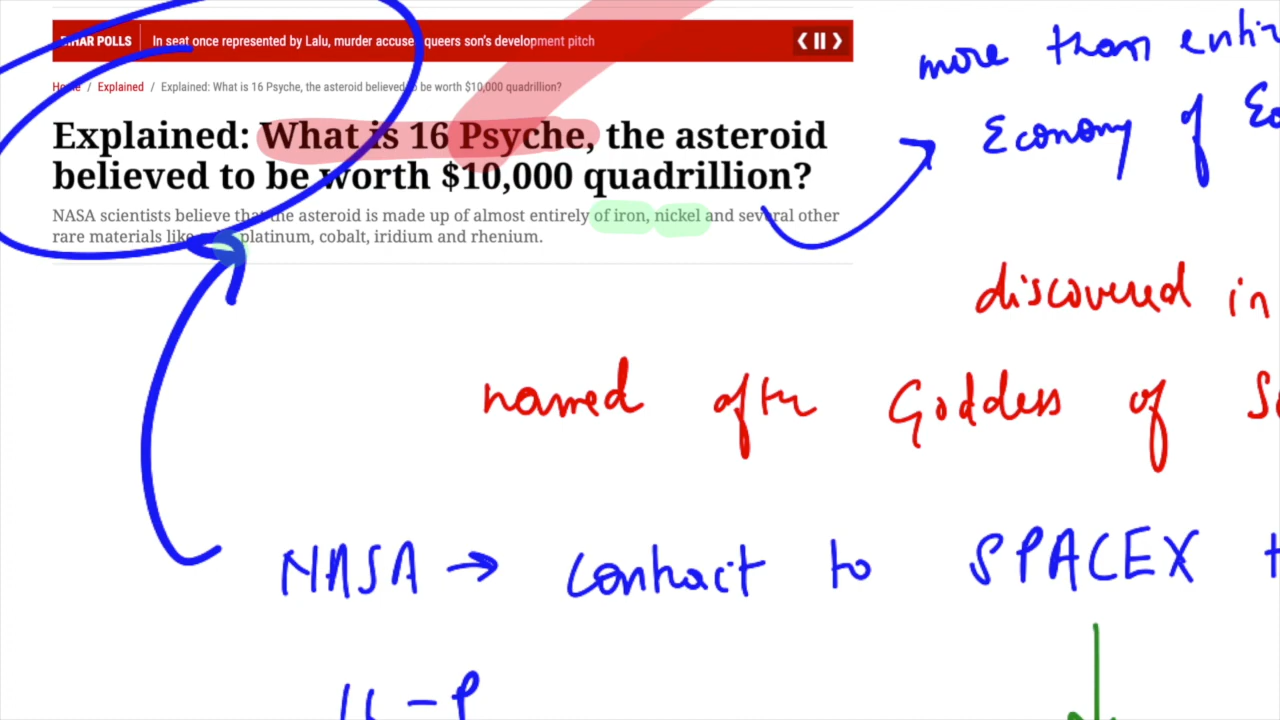 BIHAR POLLS In seat once represented by Lalu, murder accused queers son's development pitch
Home / Explained / Explained: What is 16 Psyche, the asteroid believed to be worth $10,000 quadrillion?
Explained: What is 16 Psyche, the asteroid
believed to be worth $10,000 quadrillion?
NASA scientists believe that the asteroid is made up of almost entirely of iron, nickel and several other
rare materials like platinum, cobalt, iridium and rhenium.
more than
Economy of
discovered in
named after Goddess of
NASA → contract to SPACEX
16 - P